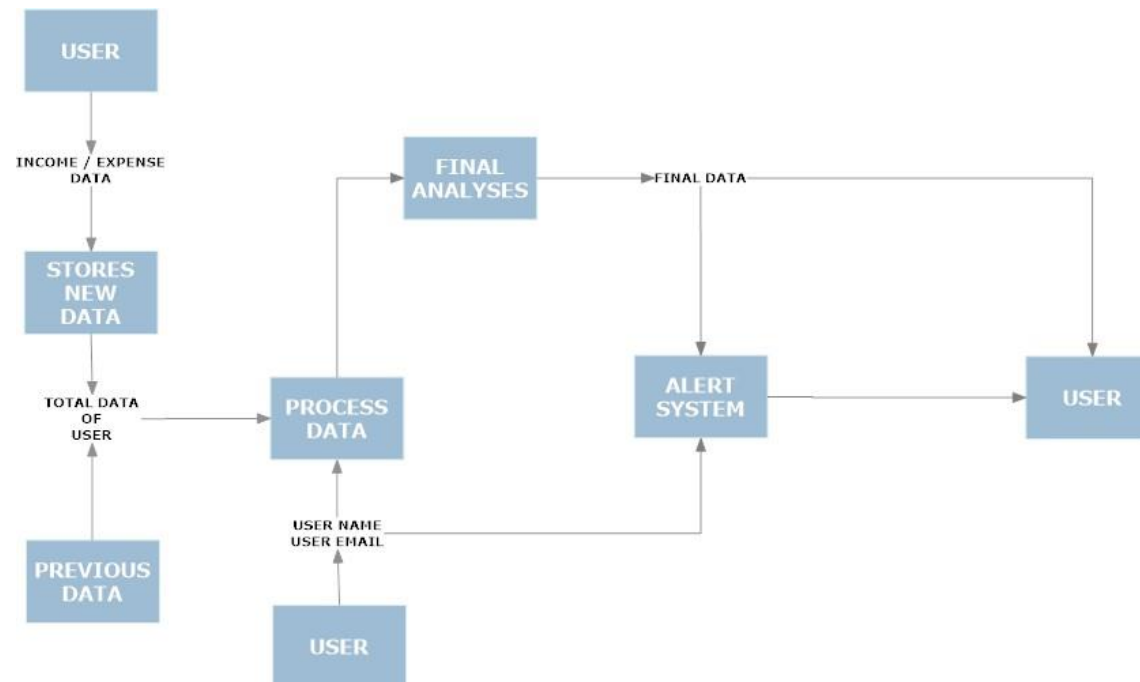 USER
INCOME / EXPENSE
DATA
STORES
NEW
DATA
TOTAL DATA
OF
USER
PREVIOUS
DATA
PROCESS
DATA
USER NAME
USER EMAIL
USER
FINAL
ANALYSES
FINAL DATA
ALERT
SYSTEM
USER